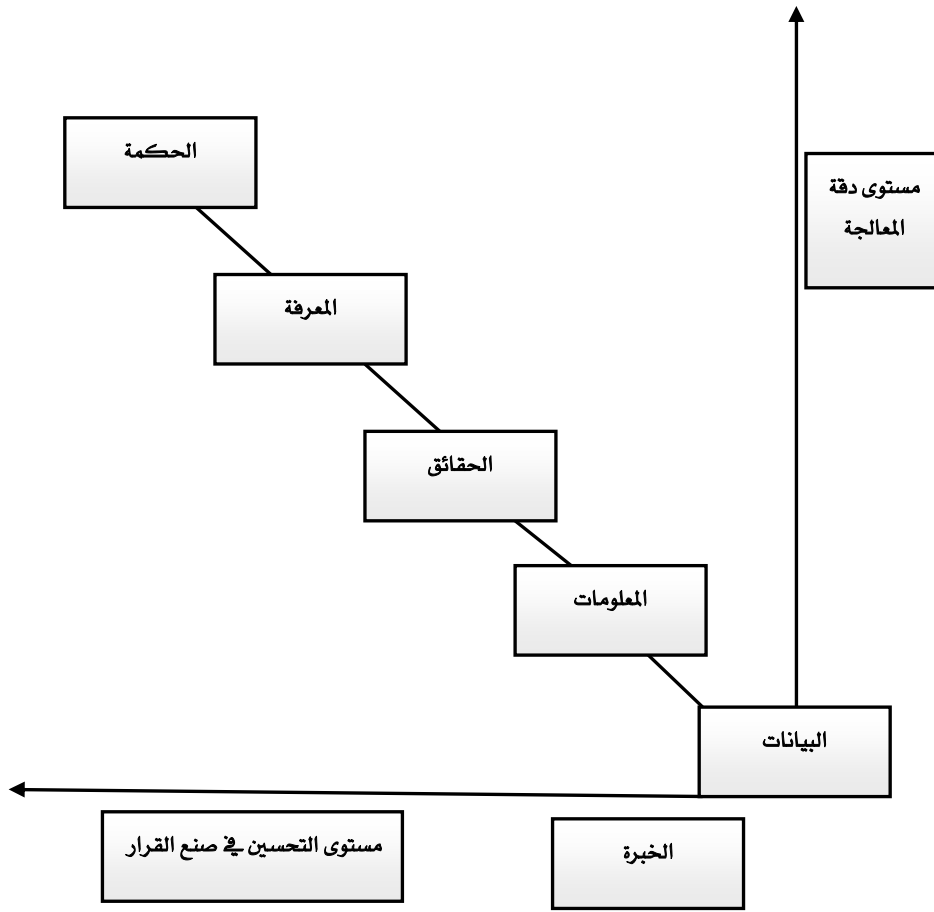 الحكمة
مستوى دقة
المعالجة
المعرفة
الحقائق
المعلومات
البيانات
الخبرة
مستوى التحسين في صنع القرار